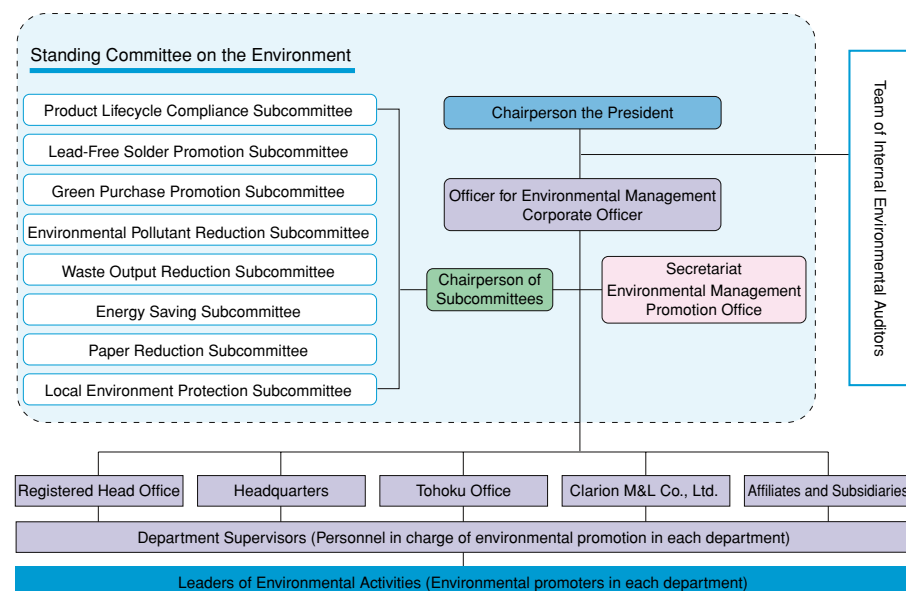 Standing Committee on the Environment
Product Lifecycle Compliance Subcommittee
Lead-Free Solder Promotion Subcommittee
Green Purchase Promotion Subcommittee
Environmental Pollutant Reduction Subcommittee
Waste Output Reduction Subcommittee
Energy Saving Subcommittee
Paper Reduction Subcommittee
Local Environment Protection Subcommittee
Chairperson the President
Officer for Environmental Management
Corporate Officer
Chairperson of
Subcommittees
Secretariat
Environmental Management
Promotion Office
Team of Internal Environmental Auditors
Registered Head Office
Headquarters
Tohoku Office
Clarion M&L Co., Ltd.
Affiliates and Subsidiaries
Department Supervisors (Personnel in charge of environmental promotion in each department)
Leaders of Environmental Activities (Environmental promoters in each department)